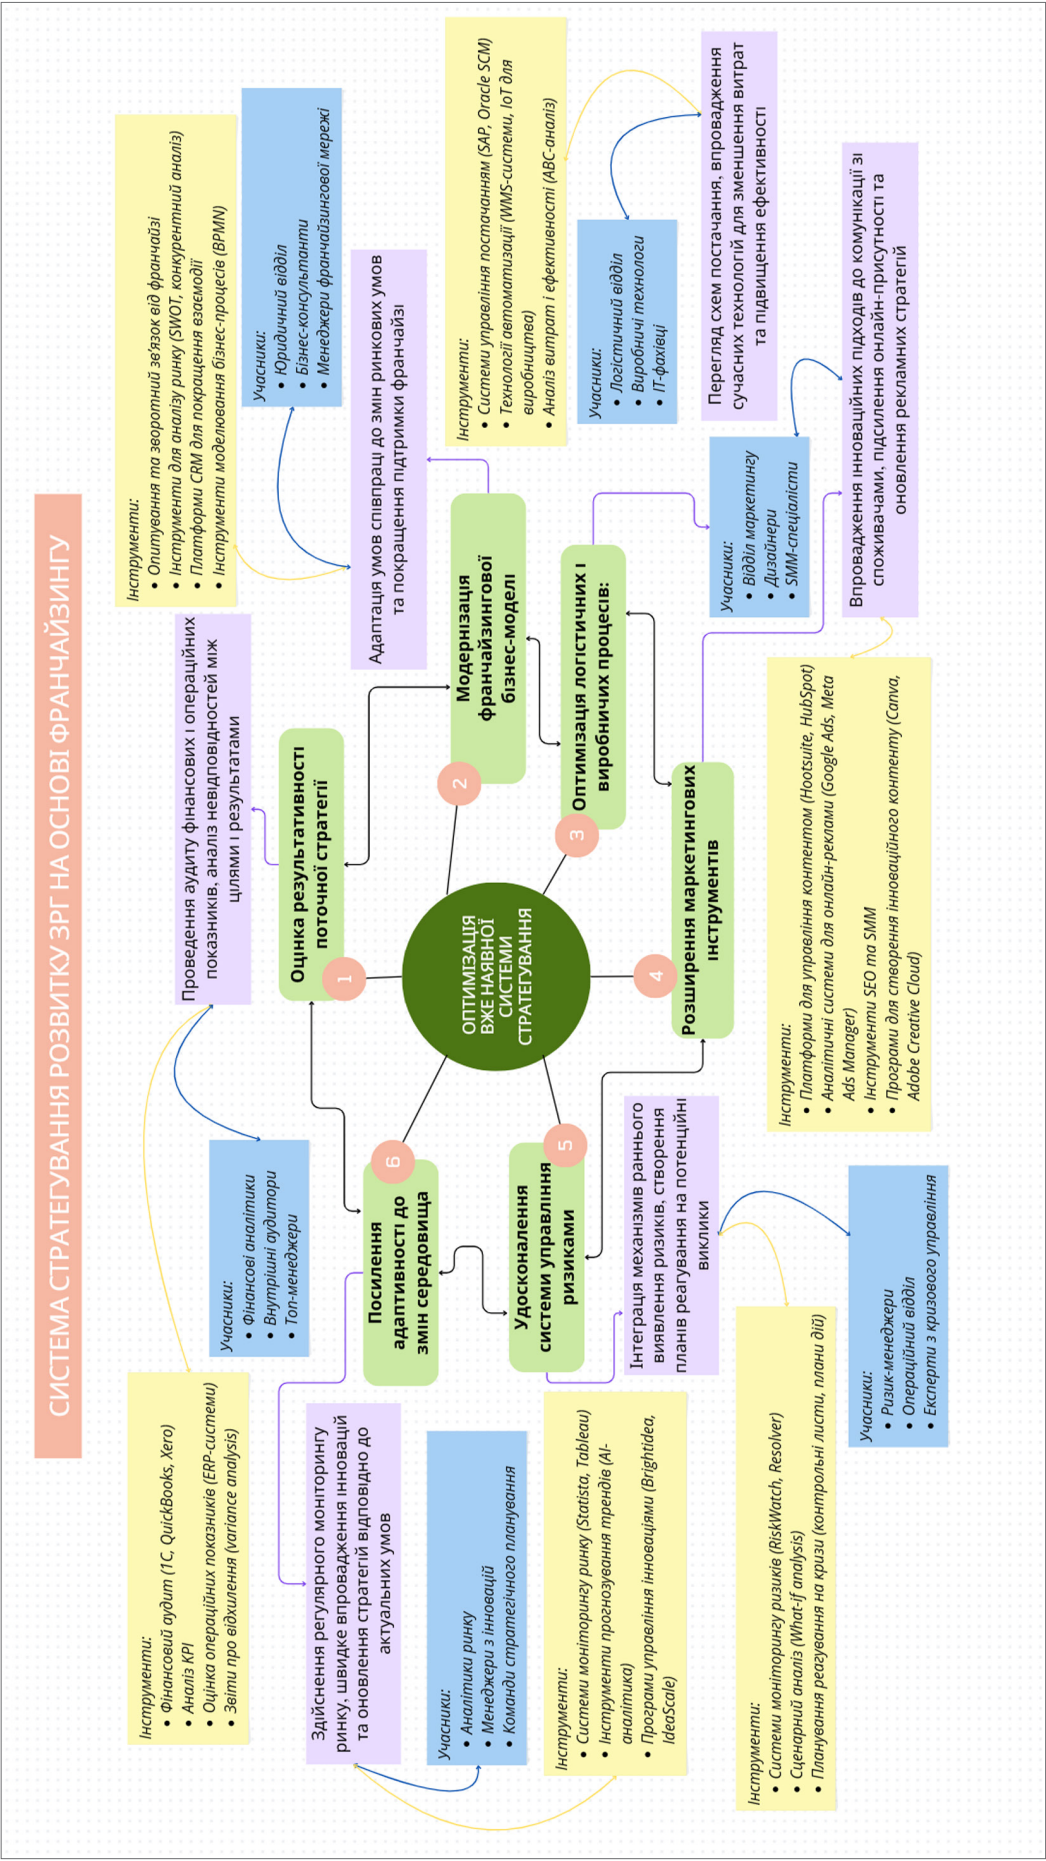 СИСТЕМА СТРАТЕГУВАННЯ РОЗВИТКУ ЗРГ НА ОСНОВІ ФРАНЧАЙЗИНГУ
ОПТИМІЗАЦІЯ
ВЖЕ НАЯВНОЇ
СИСТЕМИ
СТРАТЕГУВАННЯ
1
Оцінка результативності
поточної стратегії
Проведення аудиту фінансових і операційних
показників, аналіз невідповідностей між
цілями і результатами
Учасники:
• Фінансові аналітики
• Внутрішні аудитори
• Топ-менеджери
Інструменти:
• Фінансовий аудит (1С, QuickBooks, Xero)
• Аналіз KPI
• Оцінка операційних показників (ERP-системи)
• Звіти про відхилення (variance analysis)
2
Модернізація
франчайзингової
бізнес-моделі
Адаптація умов співпраці до змін ринкових умов
та покращення підтримки франчайзі
Інструменти:
• Опитування та зворотний зв'язок від франчайзі
• Інструменти для аналізу ринку (SWOT, конкурентний аналіз)
• Платформи CRM для покращення взаємодії
• Інструменти моделювання бізнес-процесів (BPMN)
Учасники:
• Юридичний відділ
• Бізнес-консультанти
• Менеджери франчайзингової мережі
3
Оптимізація логістичних і
виробничих процесів:
Інструменти:
• Системи управління постачанням (SAP, Oracle SCM)
• Технології автоматизації (WMS-системи, IoT для
виробництва)
• Аналіз витрат і ефективності (ABC-аналіз)
Учасники:
• Логістичний відділ
• Виробничі технологи
• ІТ-фахівці
Перегляд схем постачання, впровадження
сучасних технологій для зменшення витрат
та підвищення ефективності
4
Розширення маркетингових
інструментів
Учасники:
• Відділ маркетингу
• Дизайнери
• SMM-спеціалісти
Впровадження інноваційних підходів до комунікації зі
споживачами, підсилення онлайн-присутності та
оновлення рекламних стратегій
Інструменти:
• Платформи для управління контентом (Hootsuite, HubSpot)
• Аналітичні системи для онлайн-реклами (Google Ads, Meta
Ads Manager)
• Інструменти SEO та SMM
• Програми для створення інноваційного контенту (Canva,
Adobe Creative Cloud)
5
Удосконалення
системи управління
ризиками
Інтеграція механізмів раннього
виявлення ризиків, створення
планів реагування на потенційні
виклики
Інструменти:
• Системи моніторингу ризиків (RiskWatch, Resolver)
• Сценарний аналіз (What-if analysis)
• Планування реагування на кризи (контрольні листи, плани дій)
Учасники:
• Ризик-менеджери
• Операційний відділ
• Експерти з кризового управління
6
Посилення
адаптивності до
змін середовища
Здійснення регулярного моніторингу
ринку, швидке впровадження інновацій
та оновлення стратегій відповідно до
актуальних умов
Учасники:
• Аналітики ринку
• Менеджери з інновацій
• Команди стратегічного планування
Інструменти:
• Системи моніторингу ринку (Statista, Tableau)
• Інструменти прогнозування трендів (AI-
аналітика)
• Програми управління інноваціями (Brightidea,
IdeaScale)